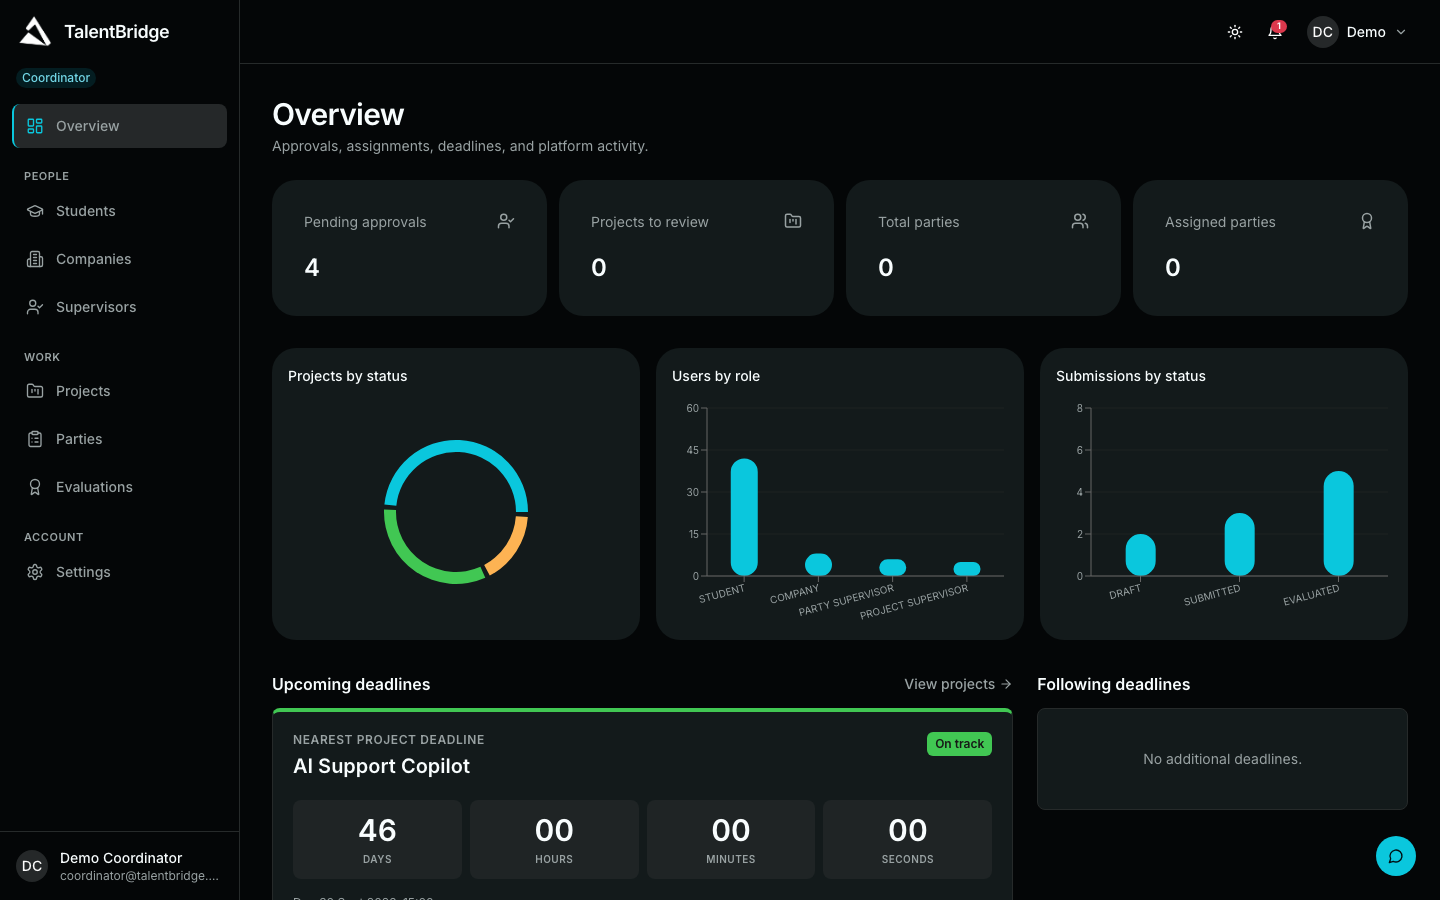 TalentBridge
1
DC
Demo
Coordinator
Overview
PEOPLE
Students
Companies
Supervisors
WORK
Projects
Parties
Evaluations
ACCOUNT
Settings
DC
Demo Coordinator
coordinator@talentbridge....
Overview
Approvals, assignments, deadlines, and platform activity.
Pending approvals
4
Projects to review
0
Total parties
0
Assigned parties
0
Projects by status
Users by role
60
45
30
15
0
STUDENT
COMPANY
PARTY SUPERVISOR
PROJECT SUPERVISOR
Submissions by status
8
6
4
2
0
DRAFT
SUBMITTED
EVALUATED
Upcoming deadlines
View projects →
NEAREST PROJECT DEADLINE
On track
AI Support Copilot
46
DAYS
00
HOURS
00
MINUTES
00
SECONDS
Following deadlines
No additional deadlines.